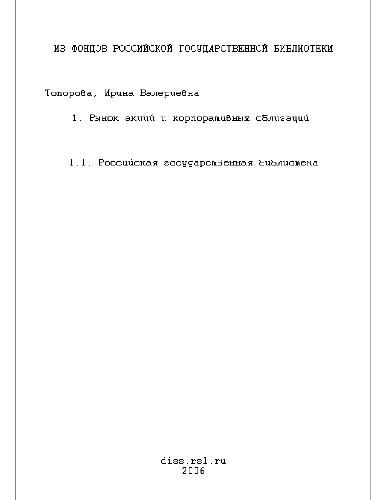 ИЗ ФОНДОВ РОССИЙСКОЙ ГОСУДАРСТВЕННОЙ БИБЛИОТЕКИ
Топорова, Ирина Валериевна
1. Рынок акций и корпоративных облигаций
1.1. Российская государственная библиотека
diss.rsl.ru
2006